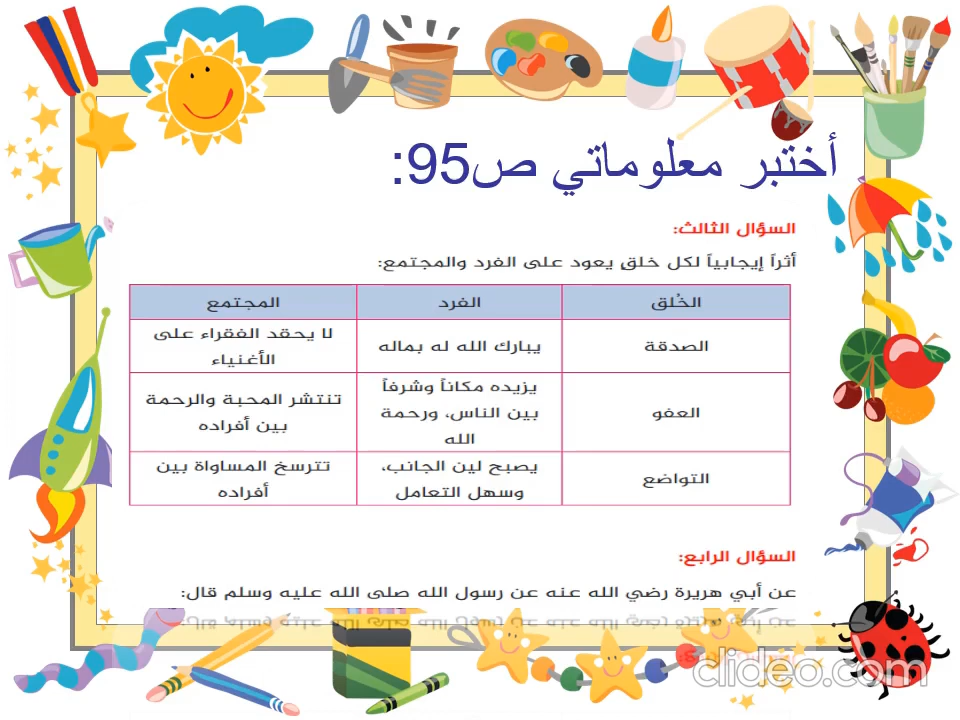 أختبر معلوماتي ص95:
السؤال الثالث:
أثراً إيجابياً لكل خلقٍ يعود على الفرد والمجتمع:
الخُلق الفرد المجتمع
الصدقة يبارك الله له بماله لا يحقد الفقراء على
الأغنياء
العفو يزيده مكاناً وشرفاً
بين الناس، ورحمة
الله
تنتشر المحبة والرحمة
بين أفراده
التواضع يصبح لين الجانب،
وسهل التعامل
تترسخ المساواة بين
أفراده
السؤال الرابع:
عن أبي هريرة رضي الله عنه عن رسول الله صلى الله عليه وسلم قال:
clideo.com